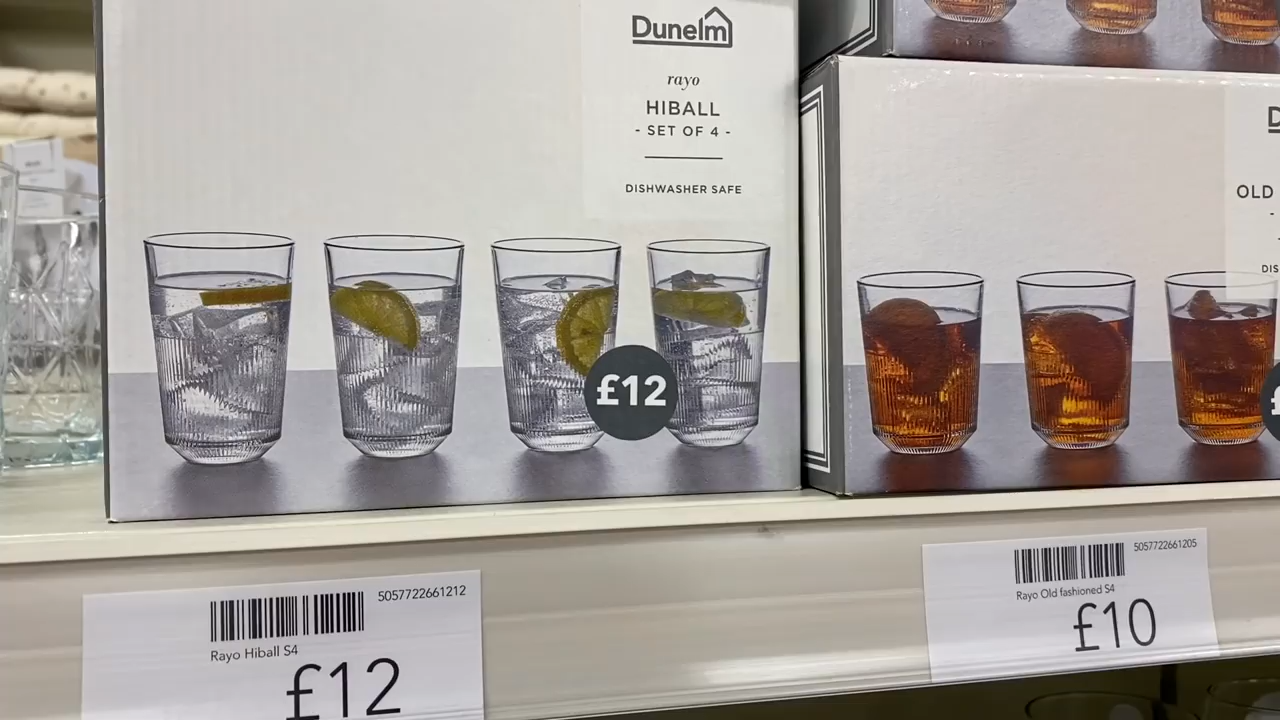 Dunelm
rayo
HIBALL
- SET OF 4 -
DISHWASHER SAFE
£12
D
OLD
DIS
£
5057722661212
Rayo Hiball S4
£12
5057722661205
Rayo Old fashioned S4
£10